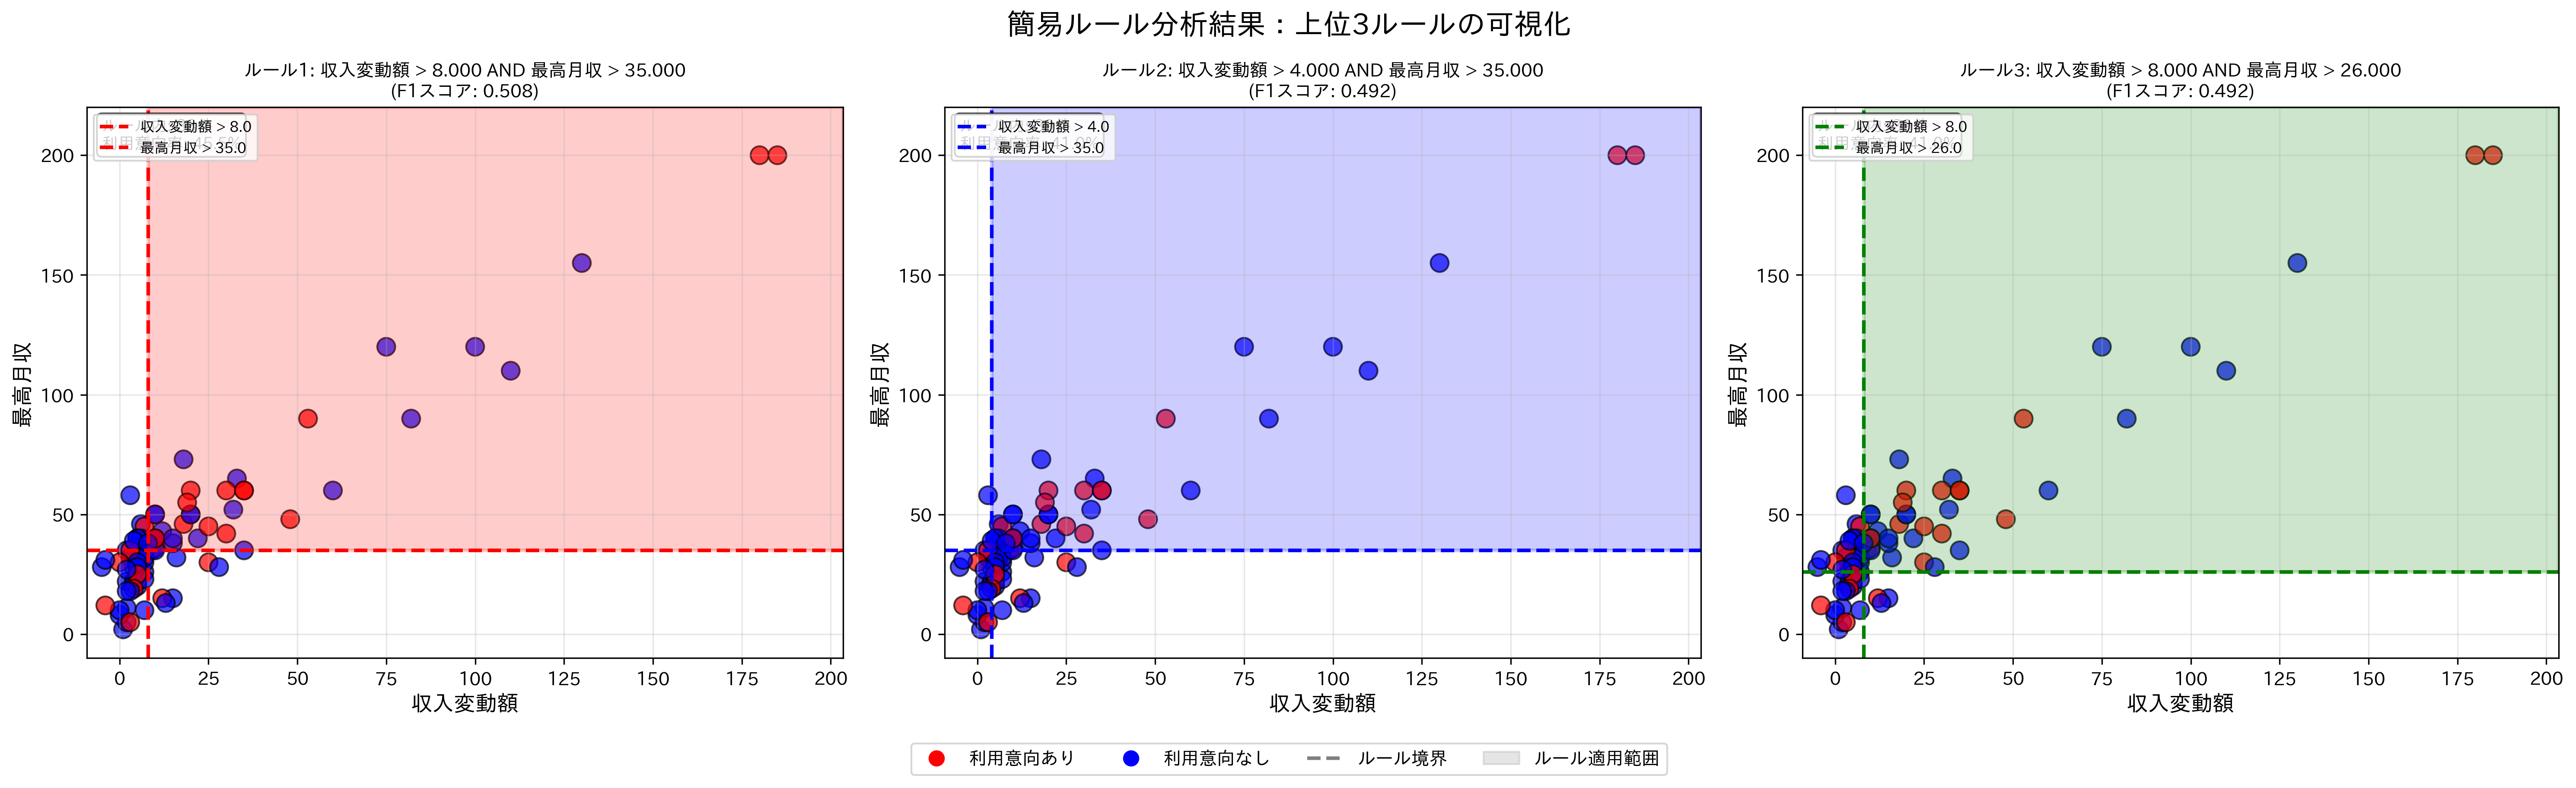 簡易ルール分析結果：上位3ルールの可視化
ルール1: 収入変動額 > 8.000 AND 最高月収 > 35.000
(F1スコア: 0.508)
収入変動額 > 8.0
最高月収 > 35.0
200
150
100
50
0
最高月収
0 25 50 75 100 125 150 175 200
収入変動額
ルール2: 収入変動額 > 4.000 AND 最高月収 > 35.000
(F1スコア: 0.492)
収入変動額 > 4.0
最高月収 > 35.0
200
150
100
50
0
最高月収
0 25 50 75 100 125 150 175 200
収入変動額
ルール3: 収入変動額 > 8.000 AND 最高月収 > 26.000
(F1スコア: 0.492)
収入変動額 > 8.0
最高月収 > 26.0
200
150
100
50
0
最高月収
0 25 50 75 100 125 150 175 200
収入変動額
利用意向あり 利用意向なし ルール境界 ルール適用範囲